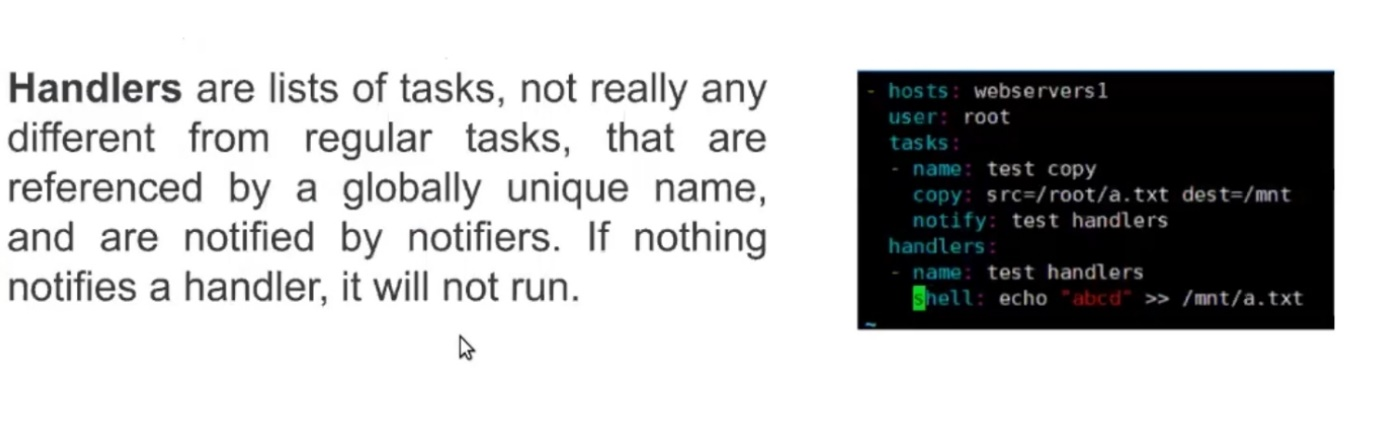 Handlers are lists of tasks, not really any
different from regular tasks, that are
referenced by a globally unique name,
and are notified by notifiers. If nothing
notifies a handler, it will not run.
- hosts: webservers1
  user: root
  tasks:
  - name: test copy
    copy: src=/root/a.txt dest=/mnt
    notify: test handlers
  handlers:
  - name: test handlers
    shell: echo "abcd" >> /mnt/a.txt
~